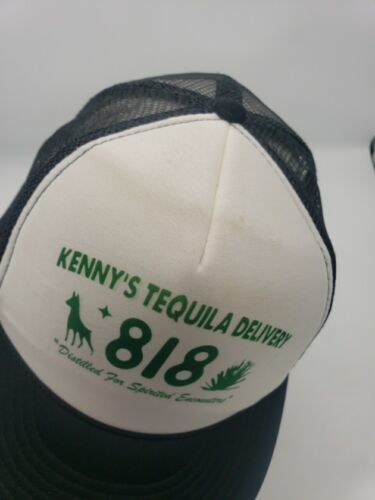 KENNY'S TEQUILA DELIVERY
818
"Distilled For Spirited Encounters"